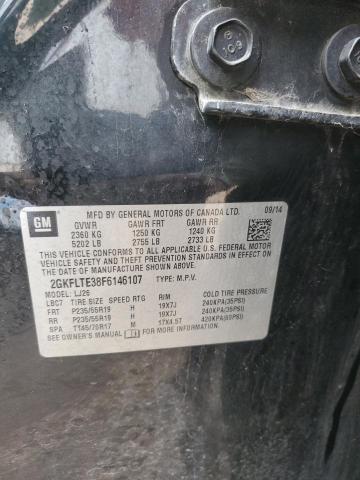 8
109
GM
MFD BY GENERAL MOTORS OF CANADA LTD. 09/14
GVWR GAWR FRT GAWR RR
2360 KG 1250 KG 1240 KG
5202 LB 2755 LB 2733 LB
THIS VEHICLE CONFORMS TO ALL APPLICABLE U.S. FEDERAL MOTOR
VEHICLE SAFETY AND THEFT PREVENTION STANDARDS IN EFFECT ON
THE DATE OF MANUFACTURE SHOWN ABOVE.
2GKFLTE38F6146107 TYPE: M.P.V.
MODEL: LJ26
LBC7 TIRE SIZE SPEED RTG RIM COLD TIRE PRESSURE
FRT P235/55R19 H 19X7J 240KPA(35PSI)
RR P235/55R19 H 19X7J 240KPA(35PSI)
SPA TT45/70R17 M 17X4.5T 420KPA(60PSI)
SEE OWNER'S MANUAL FOR MORE INFORMATION.